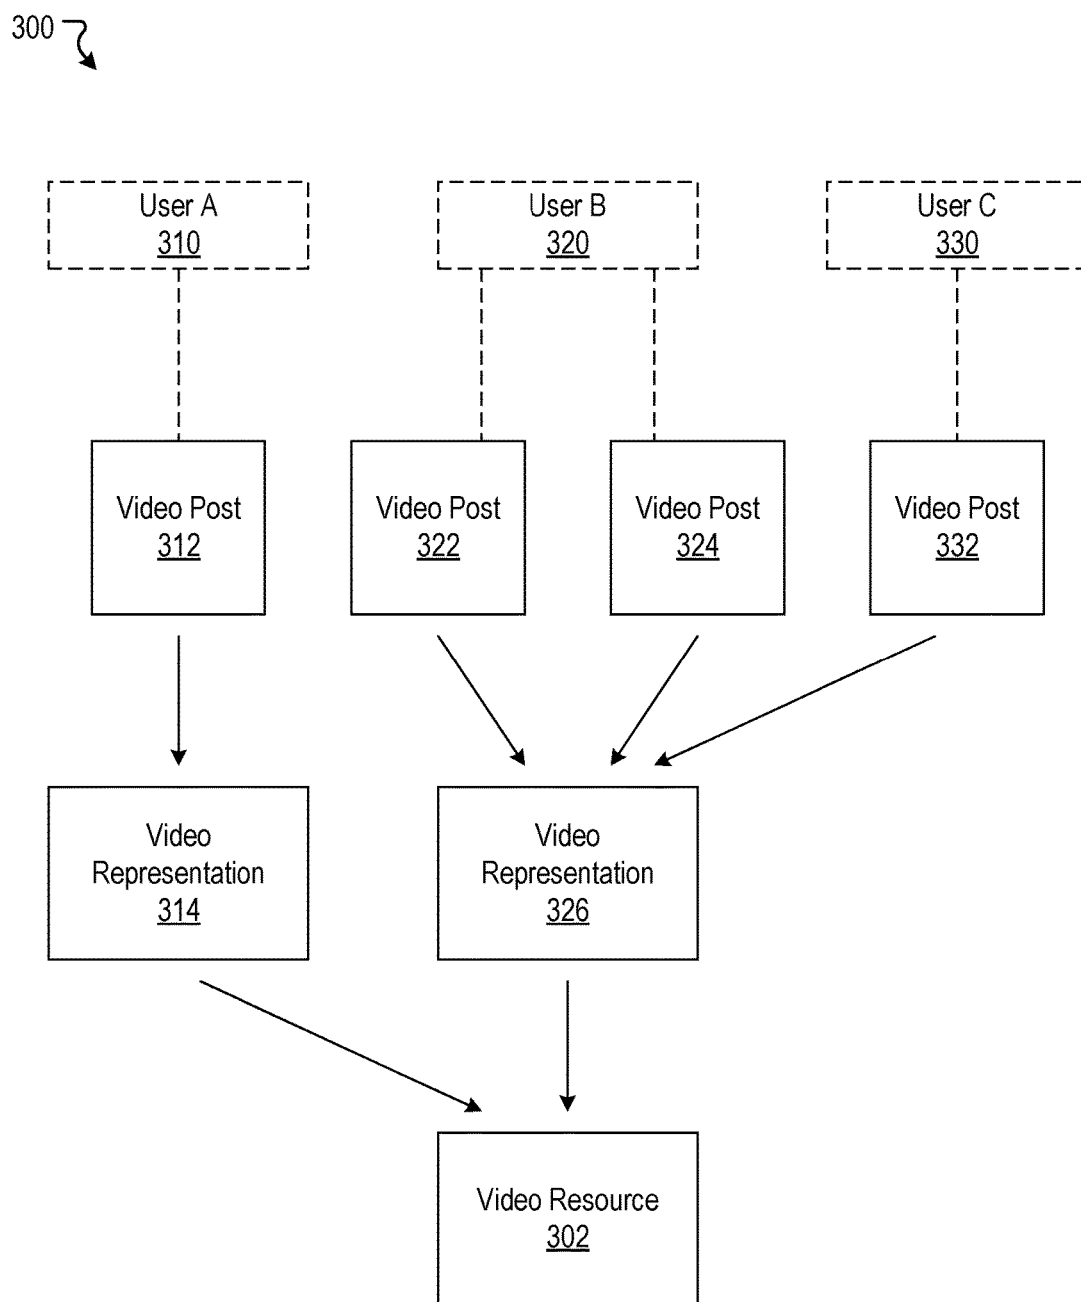 300
User A
310
User B
320
User C
330
Video Post
312
Video Post
322
Video Post
324
Video Post
332
Video
Representation
314
Video
Representation
326
Video Resource
302